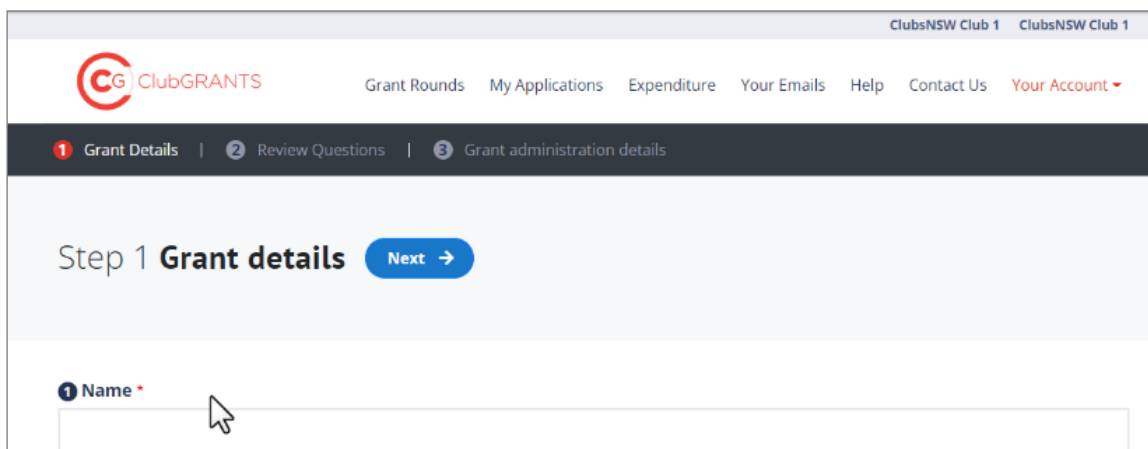 ClubsNSW Club 1 ClubsNSW Club 1
CG ClubGRANTS Grant Rounds My Applications Expenditure Your Emails Help Contact Us Your Account
1 Grant Details | 2 Review Questions | 3 Grant administration details
Step 1 Grant details Next →
1 Name *